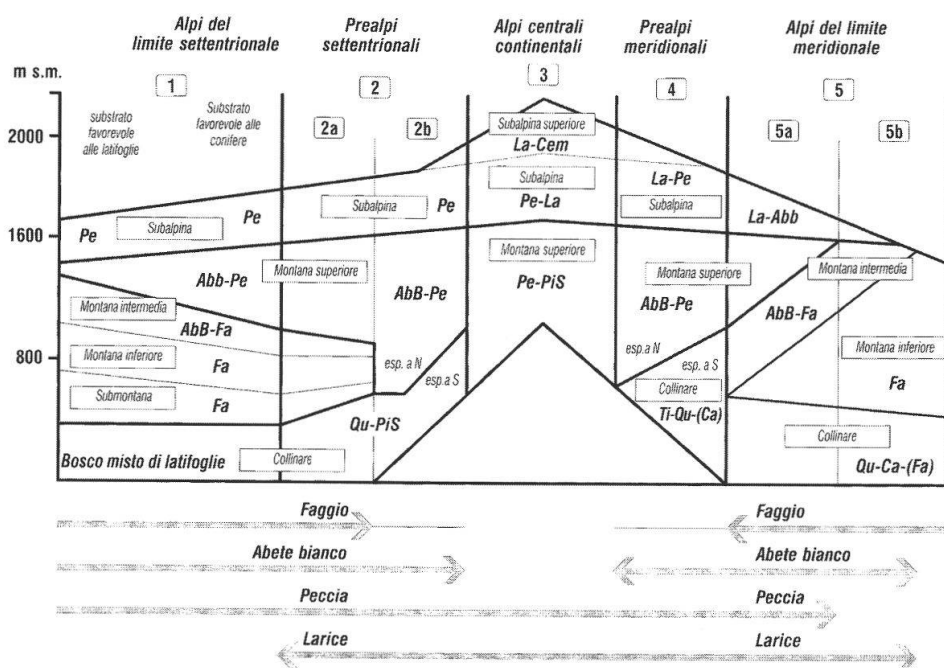 Alpi del
limite settentrionale
Prealpi
settentrionali
Alpi centrali
continentali
Prealpi
meridionali
Alpi del limite
meridionale
m s.m.
1
2
3
4
5
substrato
favorevole
alle latifoglie
Substrato
favorevole alle
conifere
2a
2b
5a
5b
2000
Subalpina superiore
La-Cem
Subalpina
Pe-La
Subalpina
Pe
Pe
Subalpina
Pe
La-Pe
Subalpina
La-Abb
1600
Pe
Montana superiore
Montana superiore
Montana superiore
Montana intermedia
Abb-Pe
AbB-Pe
Pe-PiS
AbB-Pe
AbB-Fa
Montana intermedia
AbB-Fa
Montana inferiore
800
Montana inferiore
Fa
esp. a N
esp. a S
esp. a N
esp. a S
Fa
Submontana
Fa
Collinare
Qu-PiS
Ti-Qu-(Ca)
Collinare
Bosco misto di latifoglie
Collinare
Qu-Ca-(Fa)
Faggio
Faggio
Abete bianco
Abete bianco
Peccia
Peccia
Larice
Larice